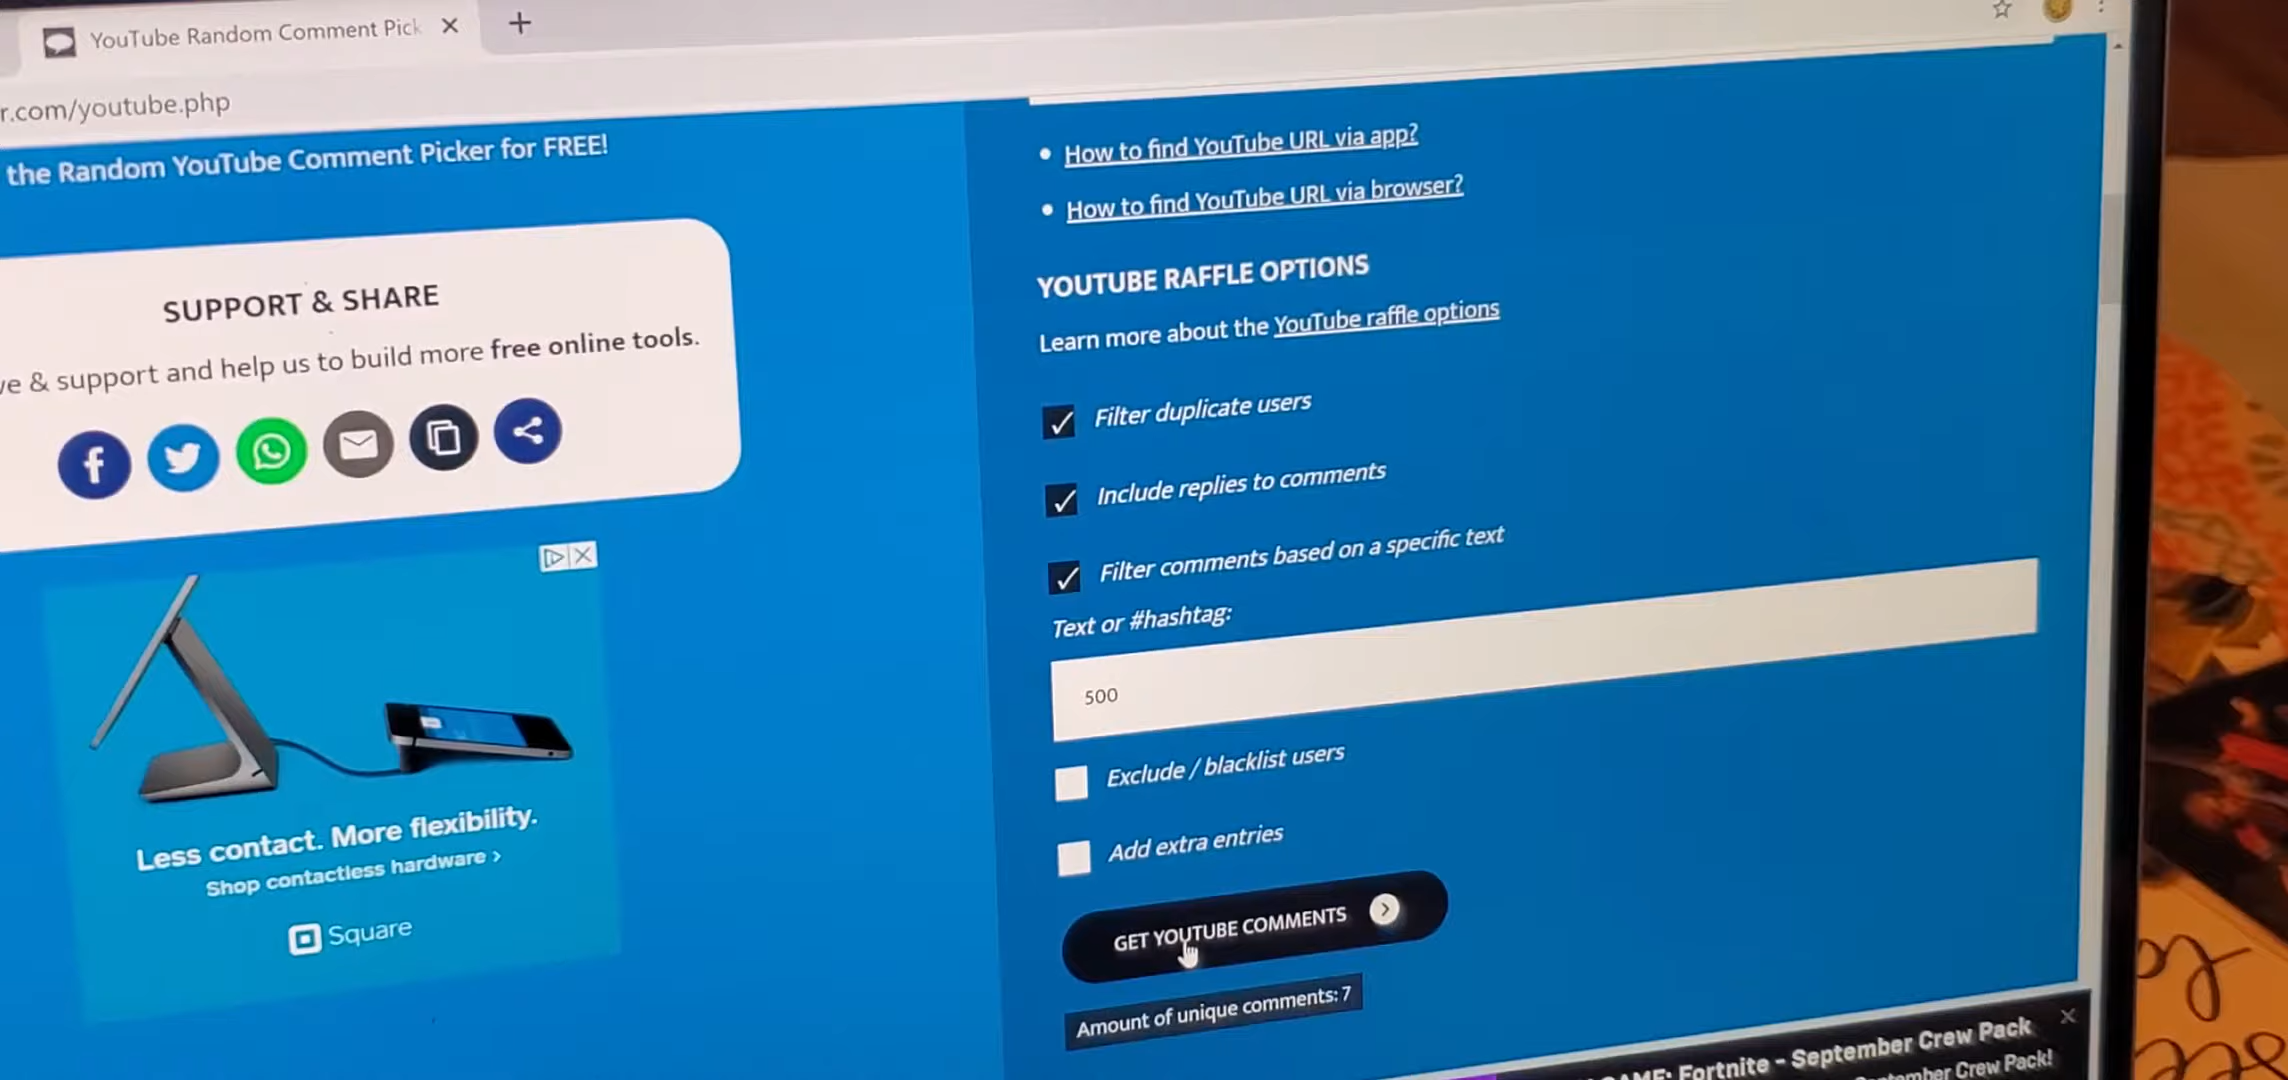 YouTube Random Comment Pick
r.com/youtube.php
the Random YouTube Comment Picker for FREE!
SUPPORT & SHARE
ve & support and help us to build more free online tools.
Less contact. More flexibility.
Shop contactless hardware >
Square
How to find YouTube URL via app?
How to find YouTube URL via browser?
YOUTUBE RAFFLE OPTIONS
Learn more about the YouTube raffle options
Filter duplicate users
Include replies to comments
Filter comments based on a specific text
Text or #hashtag:
500
Exclude / blacklist users
Add extra entries
GET YOUTUBE COMMENTS
Amount of unique comments: 7
GAME: Fortnite - September Crew Pack
ptember Crew Pack!